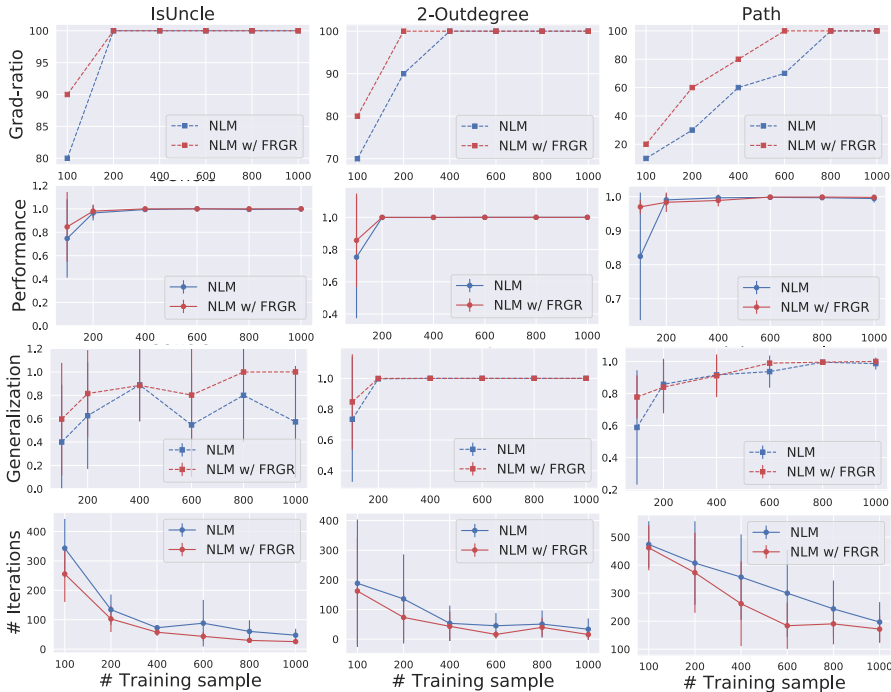 IsUncle 2-Outdegree Path
Grad-ratio
100 95 90 85 80
NLM
NLM w/ FRGR
100 200 400 600 800 1000
100 90 80 70
NLM
NLM w/ FRGR
100 200 400 600 800 1000
100 80 60 40 20
NLM
NLM w/ FRGR
100 200 400 600 800 1000
Performance
1.2 1.0 0.8 0.6 0.4 0.2 0.0
NLM
NLM w/ FRGR
200 400 600 800 1000
1.0 0.8 0.6 0.4
NLM
NLM w/ FRGR
200 400 600 800 1000
1.0 0.9 0.8 0.7
NLM
NLM w/ FRGR
200 400 600 800 1000
Generalization
1.2 1.0 0.8 0.6 0.4 0.2 0.0
NLM
NLM w/ FRGR
200 400 600 800 1000
1.0 0.8 0.6 0.4
NLM
NLM w/ FRGR
200 400 600 800 1000
1.0 0.8 0.6 0.4 0.2
NLM
NLM w/ FRGR
200 400 600 800 1000
# Iterations
400 300 200 100 0
NLM
NLM w/ FRGR
100 200 400 600 800 1000
400 300 200 100 0
NLM
NLM w/ FRGR
100 200 400 600 800 1000
500 400 300 200 100
NLM
NLM w/ FRGR
100 200 400 600 800 1000
# Training sample # Training sample # Training sample